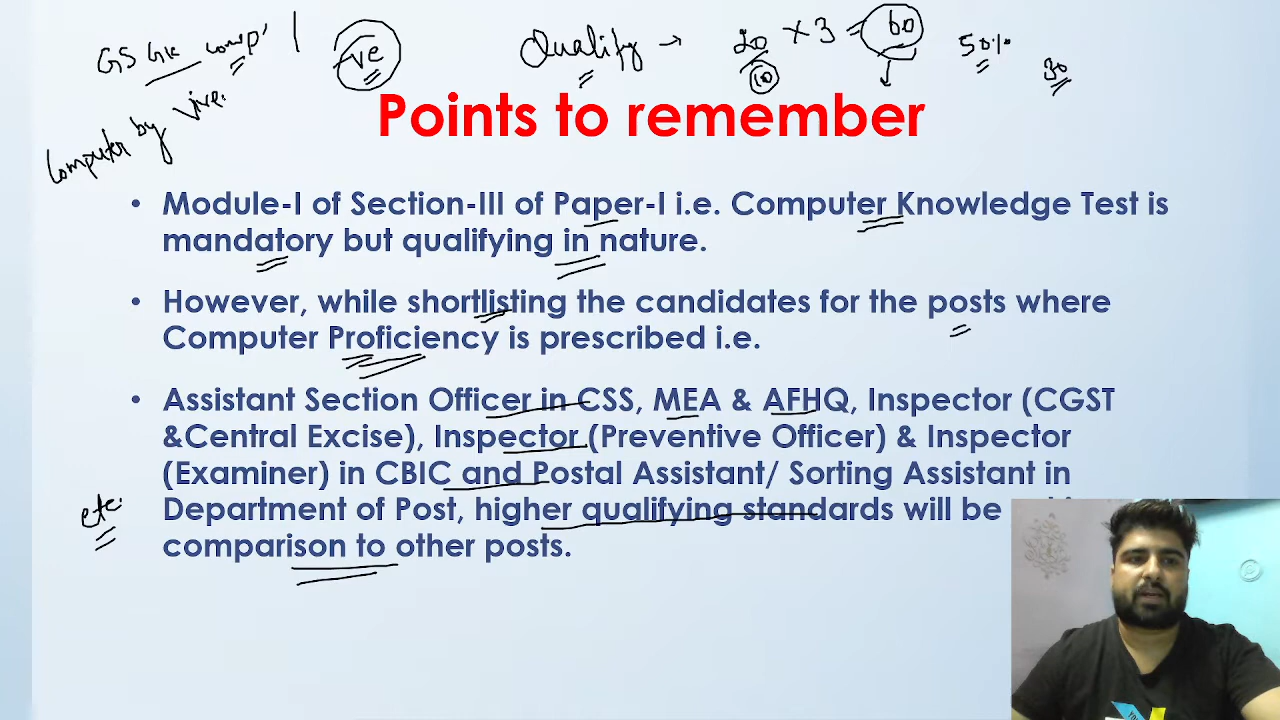 GS GK comp'
ve
Qualify → 20 × 3 = 60
50%
10
30
Computer by Vive.
Points to remember
• Module-I of Section-III of Paper-I i.e. Computer Knowledge Test is
mandatory but qualifying in nature.
• However, while shortlisting the candidates for the posts where
Computer Proficiency is prescribed i.e.
• Assistant Section Officer in CSS, MEA & AFHQ, Inspector (CGST
&Central Excise), Inspector (Preventive Officer) & Inspector
(Examiner) in CBIC and Postal Assistant/ Sorting Assistant in
etc.
Department of Post, higher qualifying standards will be
comparison to other posts.